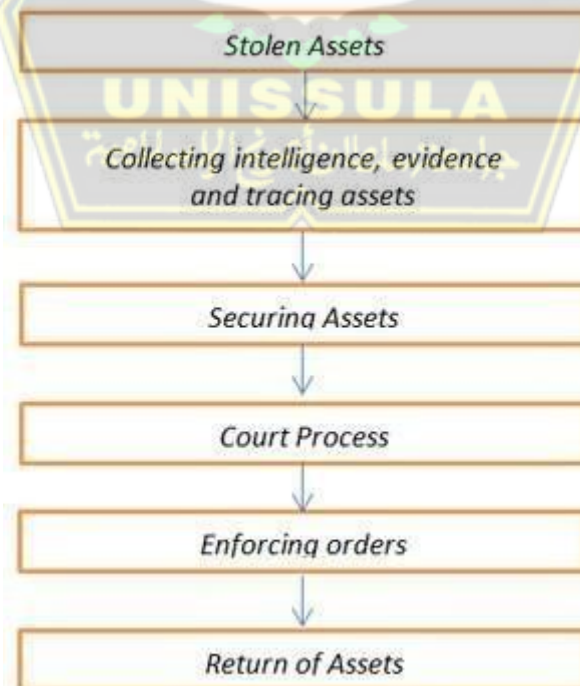 Stolen Assets
UNISSULA
Collecting intelligence, evidence
and tracing assets
Securing Assets
Court Process
Enforcing orders
Return of Assets